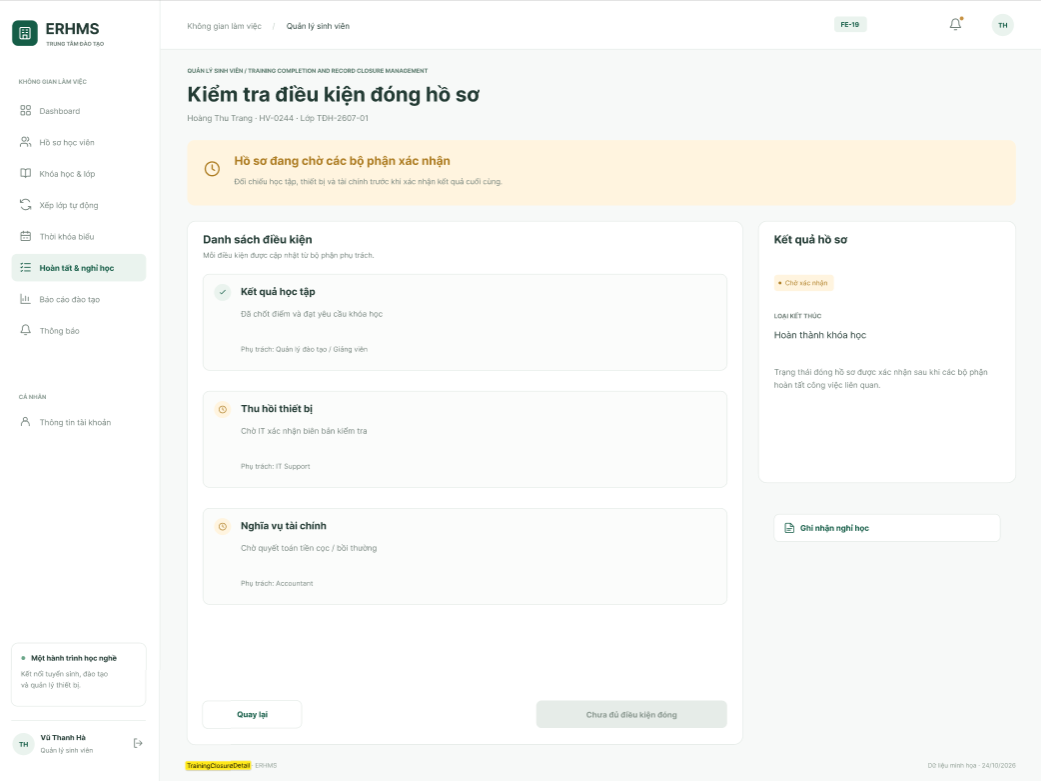 ERHMS
TRUNG TÂM ĐÀO TẠO
Không gian làm việc / Quản lý sinh viên
FE-19
TH
KHÔNG GIAN LÀM VIỆC
Dashboard
Hồ sơ học viên
Khóa học & lớp
Xếp lớp tự động
Thời khóa biểu
Hoàn tất & nghỉ học
Báo cáo đào tạo
Thông báo
CÁ NHÂN
Thông tin tài khoản
Một hành trình học nghề
Kết nối tuyển sinh, đào tạo
và quản lý thiết bị.
TH
Vũ Thanh Hà
Quản lý sinh viên
QUẢN LÝ SINH VIÊN / TRAINING COMPLETION AND RECORD CLOSURE MANAGEMENT
Kiểm tra điều kiện đóng hồ sơ
Hoàng Thu Trang · HV-0244 · Lớp TĐH-2607-01
Hồ sơ đang chờ các bộ phận xác nhận
Đối chiếu học tập, thiết bị và tài chính trước khi xác nhận kết quả cuối cùng.
Danh sách điều kiện
Mỗi điều kiện được cập nhật từ bộ phận phụ trách.
Kết quả học tập
Đã chốt điểm và đạt yêu cầu khóa học
Phụ trách: Quản lý đào tạo / Giảng viên
Thu hồi thiết bị
Chờ IT xác nhận biên bản kiểm tra
Phụ trách: IT Support
Nghĩa vụ tài chính
Chờ quyết toán tiền cọc / bồi thường
Phụ trách: Accountant
Quay lại
Chưa đủ điều kiện đóng
Kết quả hồ sơ
Chờ xác nhận
LOẠI KẾT THÚC
Hoàn thành khóa học
Trạng thái đóng hồ sơ được xác nhận sau khi các bộ phận
hoàn tất công việc liên quan.
Ghi nhận nghỉ học
TrainingClosureDetail · ERHMS
Dữ liệu minh họa · 24/10/2026